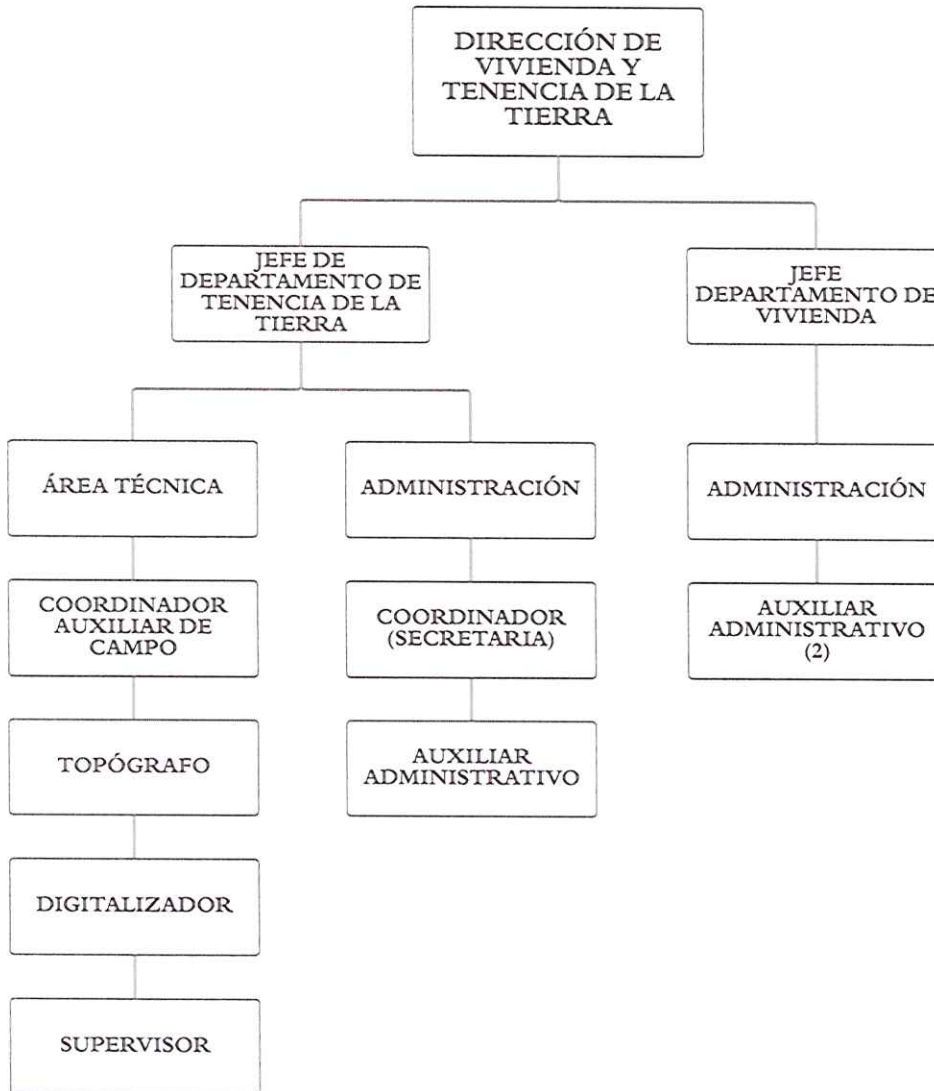 DIRECCIÓN DE
VIVIENDA Y
TENENCIA DE LA
TIERRA
JEFE DE
DEPARTAMENTO DE
TENENCIA DE LA
TIERRA
JEFE
DEPARTAMENTO DE
VIVIENDA
ÁREA TÉCNICA
ADMINISTRACIÓN
ADMINISTRACIÓN
COORDINADOR
AUXILIAR DE
CAMPO
COORDINADOR
(SECRETARIA)
AUXILIAR
ADMINISTRATIVO
(2)
TOPÓGRAFO
AUXILIAR
ADMINISTRATIVO
DIGITALIZADOR
SUPERVISOR